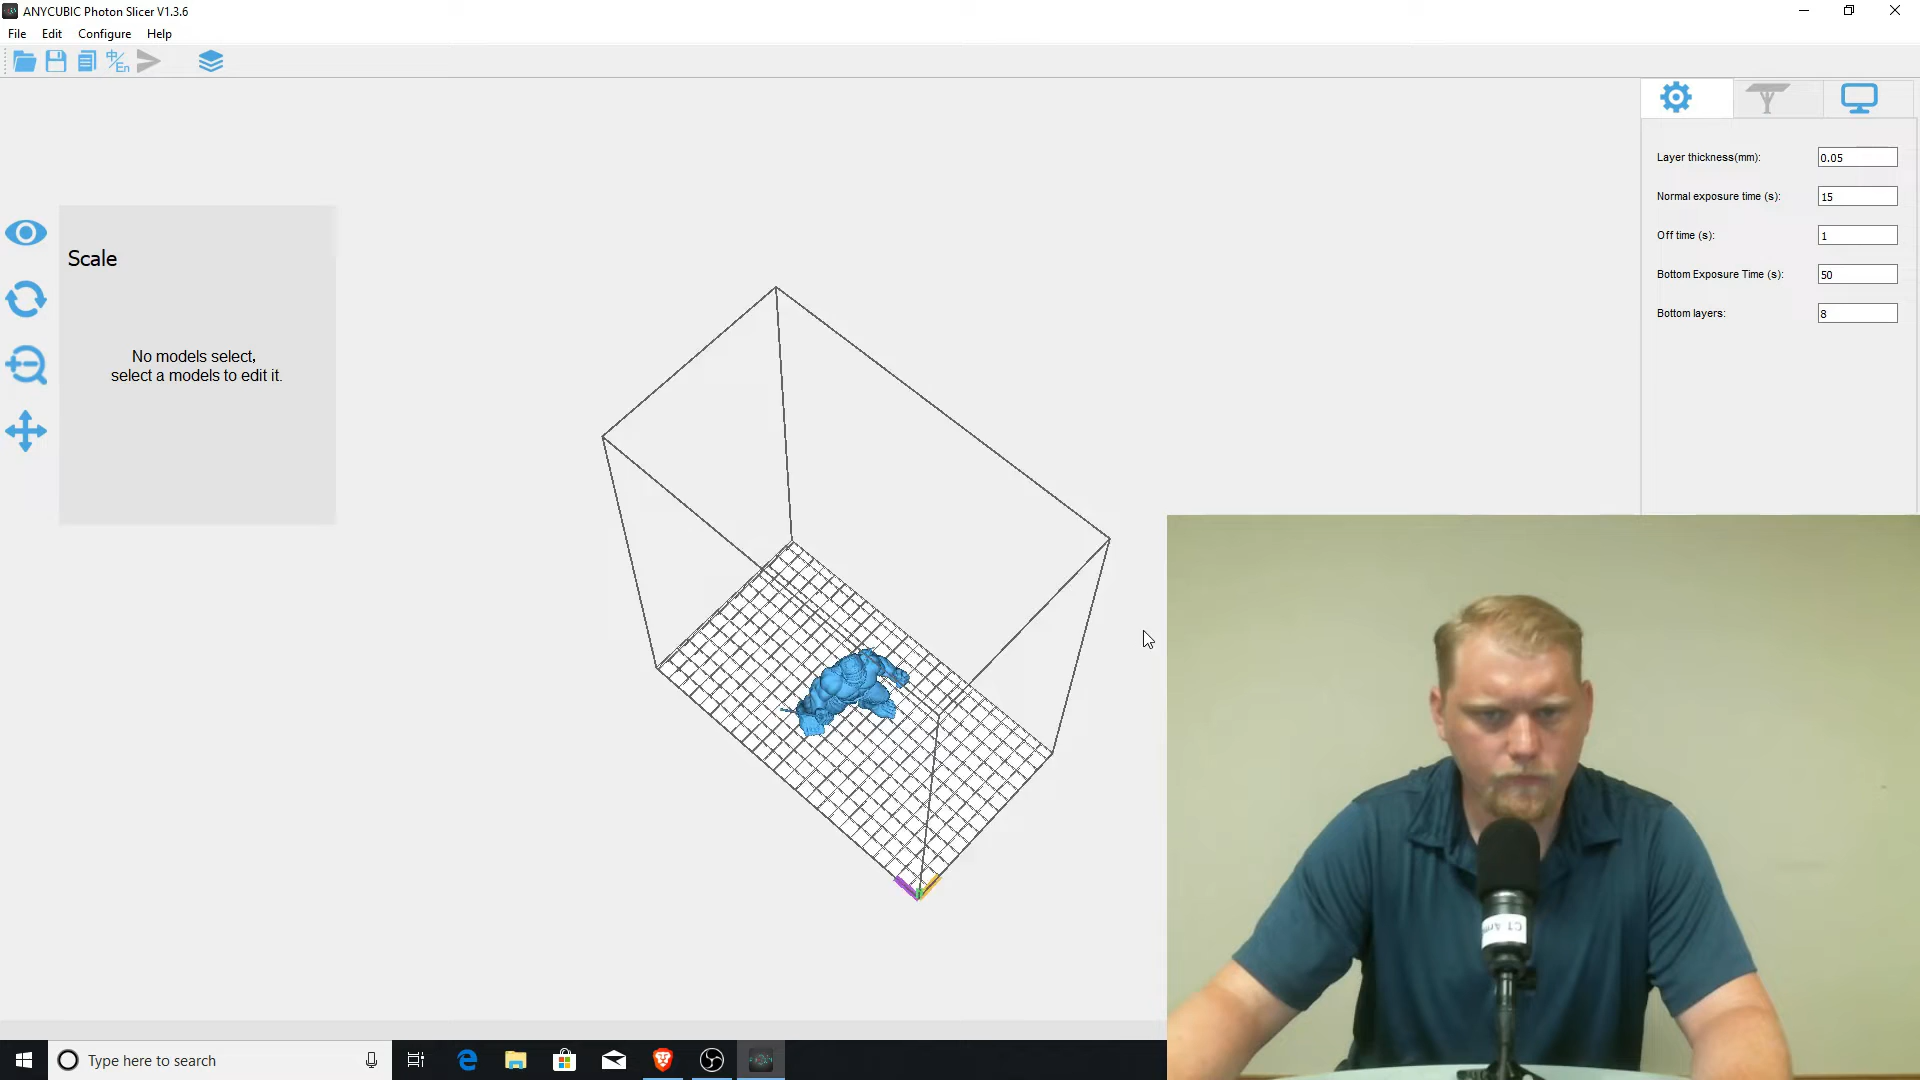 ANYCUBIC Photon Slicer V1.3.6
File Edit Configure Help
中/En
Layer thickness(mm): 0.05
Normal exposure time (s): 15
Off time (s): 1
Bottom Exposure Time (s): 50
Bottom layers: 8
Scale
No models select,
select a models to edit it.
Type here to search